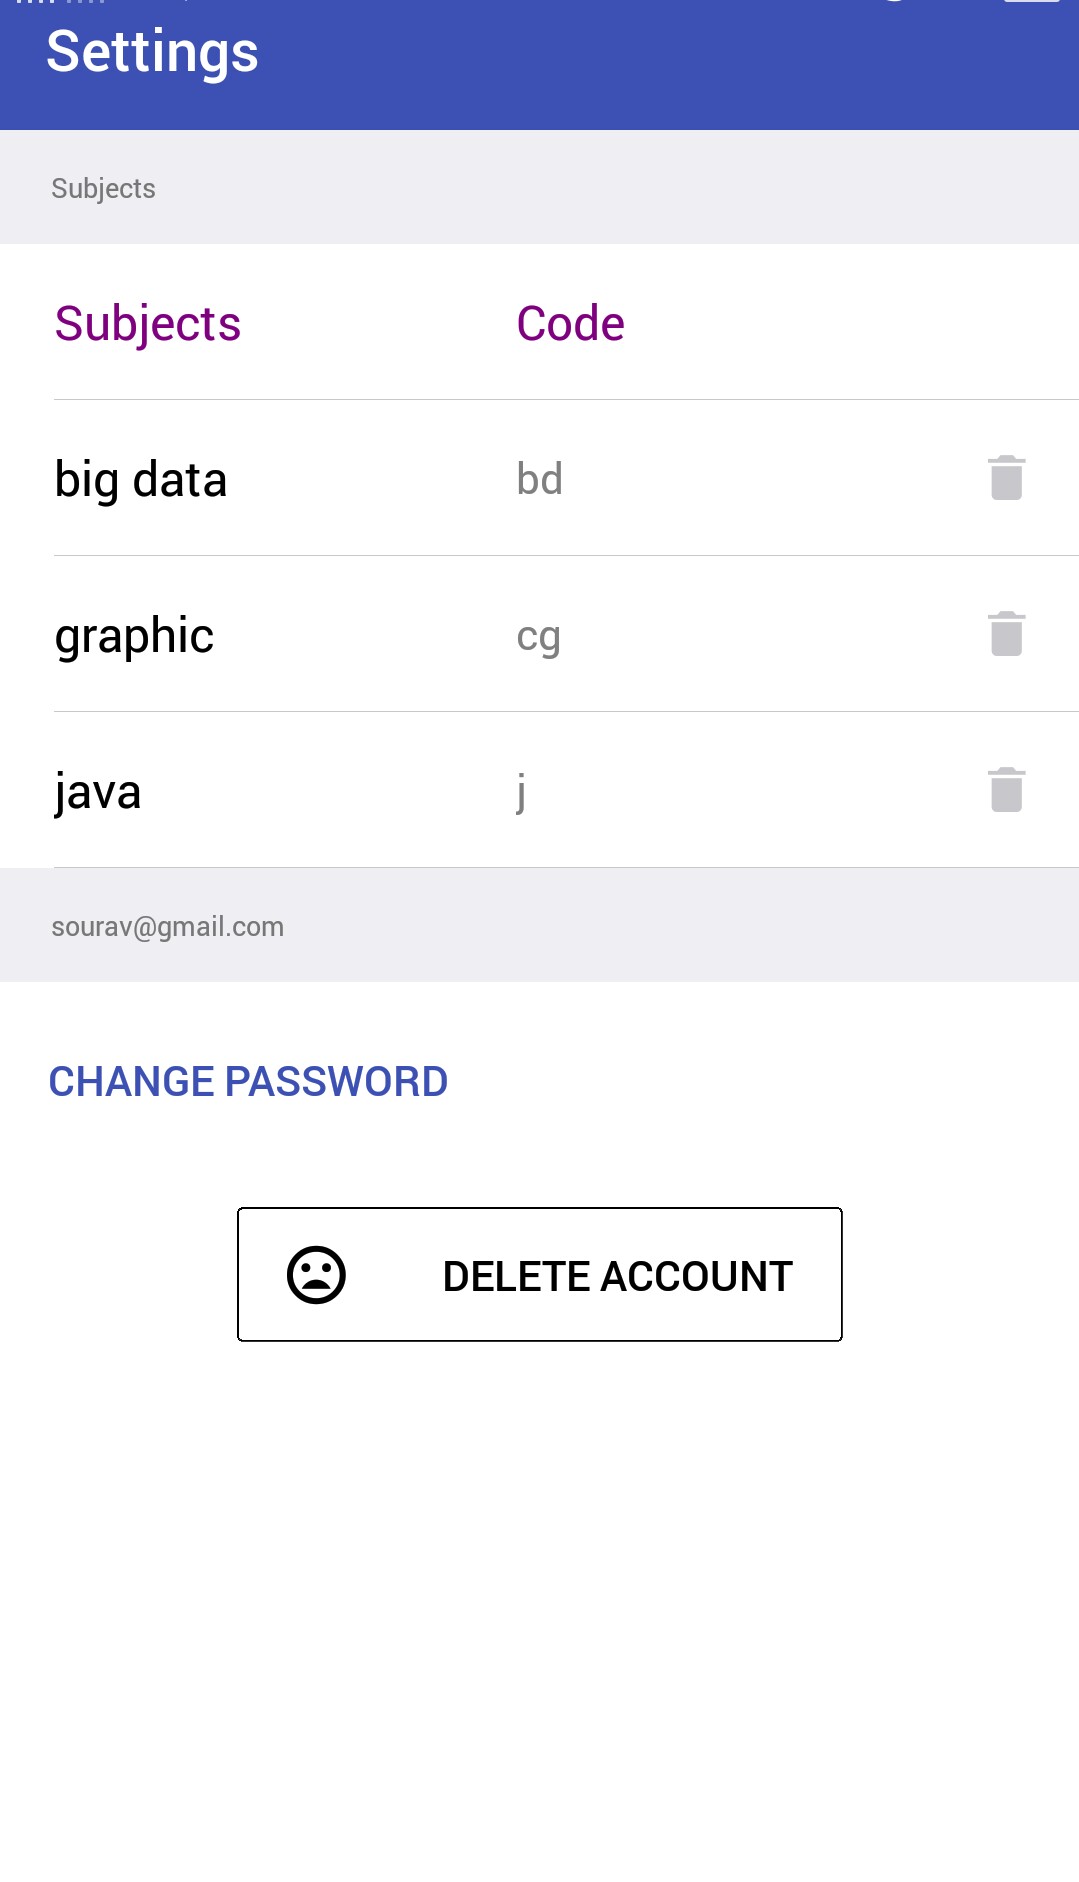 Settings
Subjects
Subjects Code
big data bd
graphic cg
java j
sourav@gmail.com
CHANGE PASSWORD
DELETE ACCOUNT